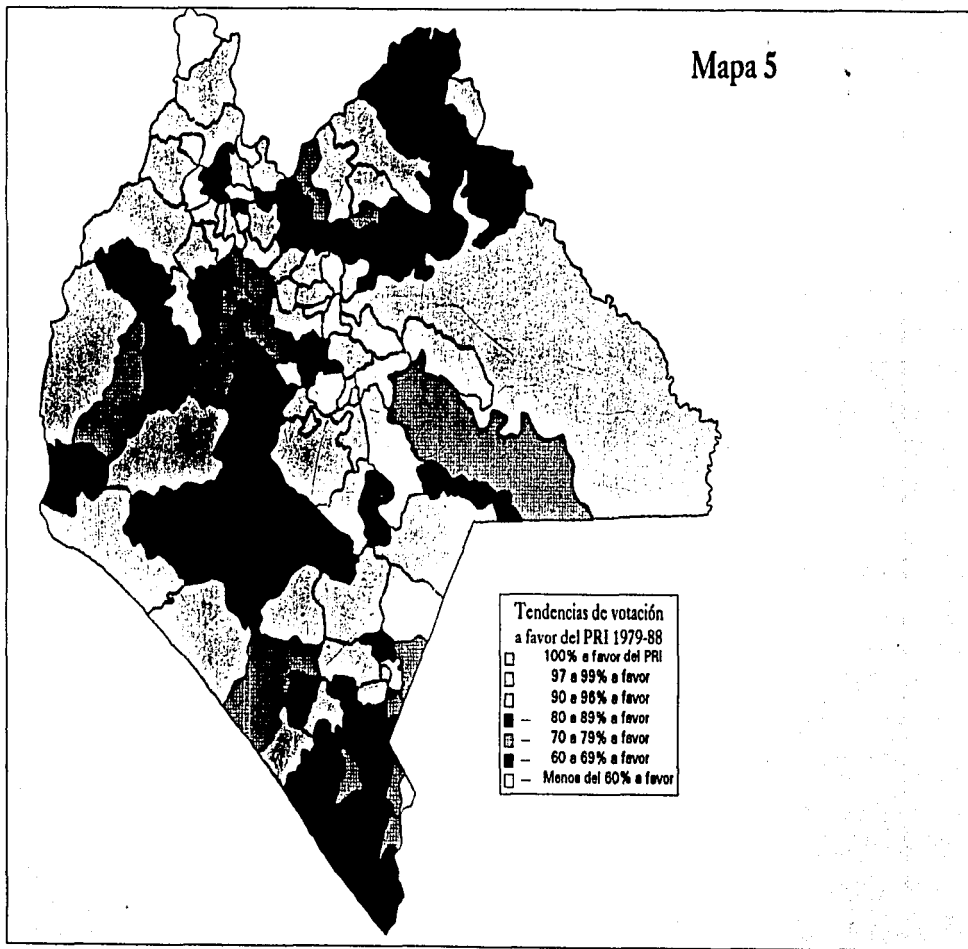 Mapa 5
Tendencias de votación
a favor del PRI 1979-88
100% a favor del PRI
97 a 99% a favor
90 a 96% a favor
– 80 a 89% a favor
– 70 a 79% a favor
– 60 a 69% a favor
– Menos del 60% a favor